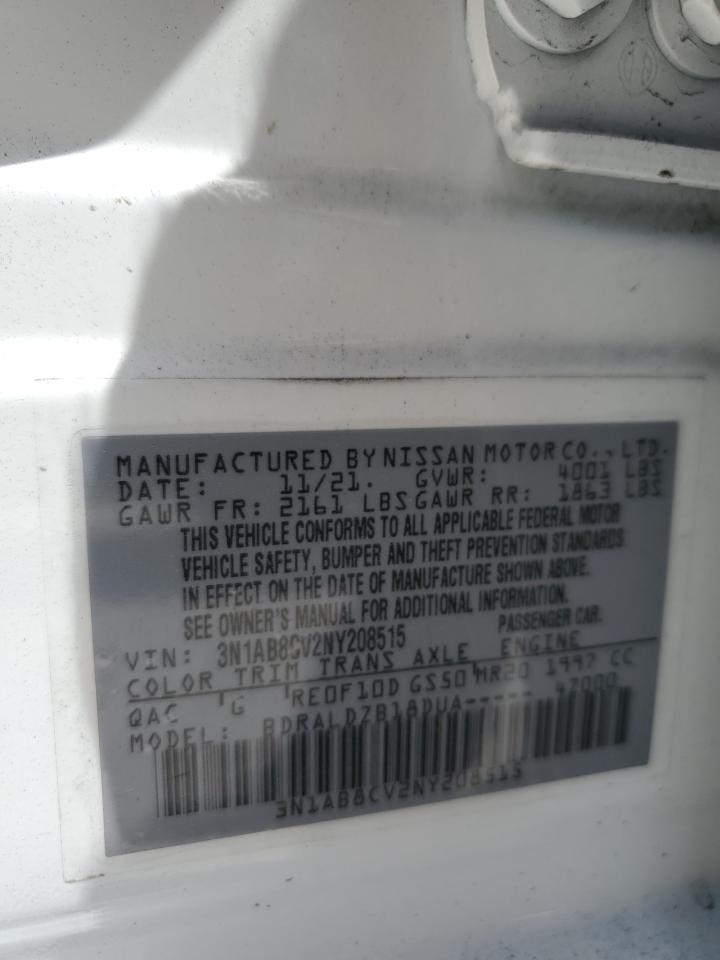 MANUFACTURED BY NISSAN MOTOR CO., LTD.
DATE: 11/21. GVWR: 4001 LBS
GAWR FR: 2161 LBS GAWR RR: 1863 LBS
THIS VEHICLE CONFORMS TO ALL APPLICABLE FEDERAL MOTOR
VEHICLE SAFETY, BUMPER AND THEFT PREVENTION STANDARDS
IN EFFECT ON THE DATE OF MANUFACTURE SHOWN ABOVE.
SEE OWNER'S MANUAL FOR ADDITIONAL INFORMATION.
VIN: 3N1AB8CV2NY208515 PASSENGER CAR.
COLOR TRIM TRANS AXLE ENGINE
QAC G RE0F10D GS50 MR20 1997 CC
MODEL: BDRALDZB18DUA----- 47000
3N1AB8CV2NY208515